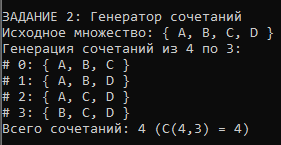 ЗАДАНИЕ 2: Генератор сочетаний
Исходное множество: { A, B, C, D }
Генерация сочетаний из 4 по 3:
# 0: { A, B, C }
# 1: { A, B, D }
# 2: { A, C, D }
# 3: { B, C, D }
Всего сочетаний: 4 (C(4,3) = 4)